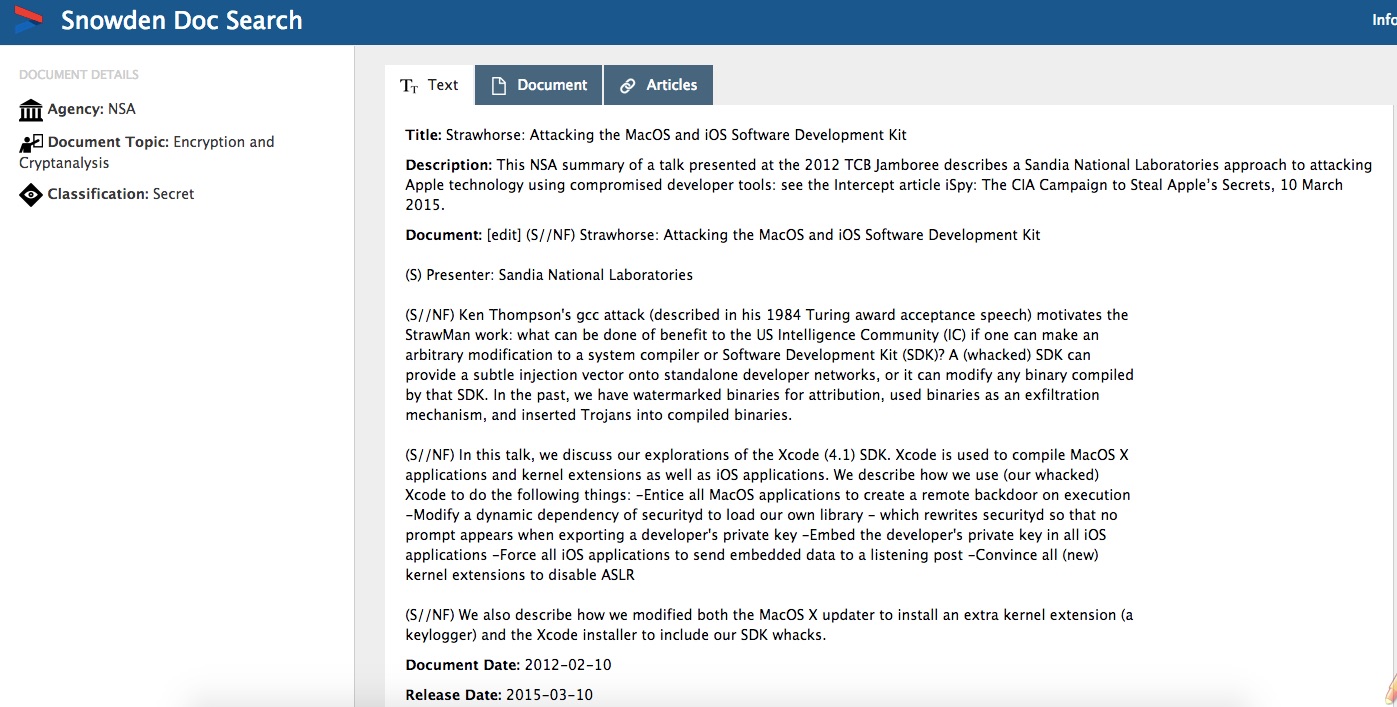 Snowden Doc Search
Info
DOCUMENT DETAILS
Agency: NSA
Document Topic: Encryption and
Cryptanalysis
Classification: Secret
Text
Document
Articles
Title: Strawhorse: Attacking the MacOS and iOS Software Development Kit
Description: This NSA summary of a talk presented at the 2012 TCB Jamboree describes a Sandia National Laboratories approach to attacking
Apple technology using compromised developer tools: see the Intercept article iSpy: The CIA Campaign to Steal Apple's Secrets, 10 March
2015.
Document: [edit] (S//NF) Strawhorse: Attacking the MacOS and iOS Software Development Kit
(S) Presenter: Sandia National Laboratories
(S//NF) Ken Thompson's gcc attack (described in his 1984 Turing award acceptance speech) motivates the
StrawMan work: what can be done of benefit to the US Intelligence Community (IC) if one can make an
arbitrary modification to a system compiler or Software Development Kit (SDK)? A (whacked) SDK can
provide a subtle injection vector onto standalone developer networks, or it can modify any binary compiled
by that SDK. In the past, we have watermarked binaries for attribution, used binaries as an exfiltration
mechanism, and inserted Trojans into compiled binaries.
(S//NF) In this talk, we discuss our explorations of the Xcode (4.1) SDK. Xcode is used to compile MacOS X
applications and kernel extensions as well as iOS applications. We describe how we use (our whacked)
Xcode to do the following things: -Entice all MacOS applications to create a remote backdoor on execution
-Modify a dynamic dependency of securityd to load our own library - which rewrites securityd so that no
prompt appears when exporting a developer's private key -Embed the developer's private key in all iOS
applications -Force all iOS applications to send embedded data to a listening post -Convince all (new)
kernel extensions to disable ASLR
(S//NF) We also describe how we modified both the MacOS X updater to install an extra kernel extension (a
keylogger) and the Xcode installer to include our SDK whacks.
Document Date: 2012-02-10
Release Date: 2015-03-10